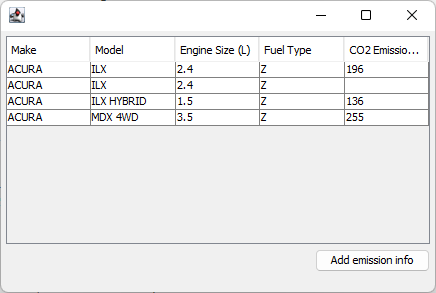 Make Model Engine Size (L) Fuel Type CO2 Emissio...
ACURA ILX 2.4 Z 196
ACURA ILX 2.4 Z
ACURA ILX HYBRID 1.5 Z 136
ACURA MDX 4WD 3.5 Z 255
Add emission info